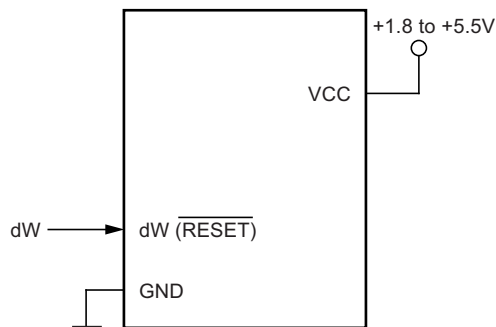 +1.8 to +5.5V
VCC
dW
dW (RESET)
GND